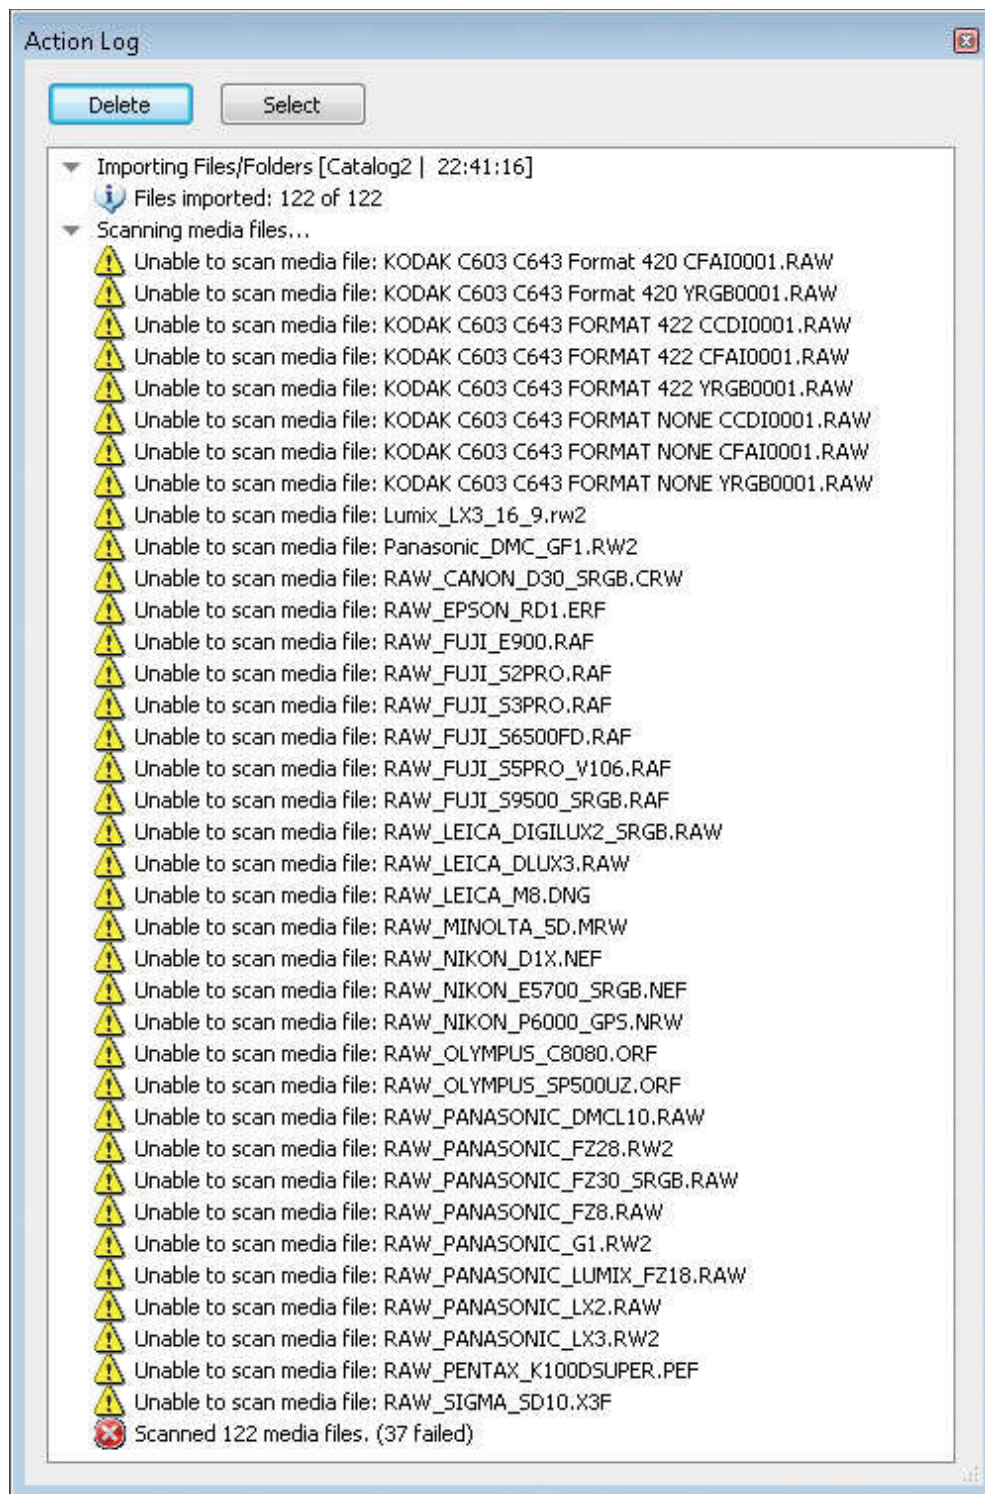 Action Log
Delete Select
Importing Files/Folders [Catalog2 | 22:41:16]
Files imported: 122 of 122
Scanning media files...
Unable to scan media file: KODAK C603 C643 Format 420 CFAI0001.RAW
Unable to scan media file: KODAK C603 C643 Format 420 YRGB0001.RAW
Unable to scan media file: KODAK C603 C643 FORMAT 422 CCDI0001.RAW
Unable to scan media file: KODAK C603 C643 FORMAT 422 CFAI0001.RAW
Unable to scan media file: KODAK C603 C643 FORMAT 422 YRGB0001.RAW
Unable to scan media file: KODAK C603 C643 FORMAT NONE CCDI0001.RAW
Unable to scan media file: KODAK C603 C643 FORMAT NONE CFAI0001.RAW
Unable to scan media file: KODAK C603 C643 FORMAT NONE YRGB0001.RAW
Unable to scan media file: Lumix_LX3_16_9.rw2
Unable to scan media file: Panasonic_DMC_GF1.RW2
Unable to scan media file: RAW_CANON_D30_SRGB.CRW
Unable to scan media file: RAW_EPSON_RD1.ERF
Unable to scan media file: RAW_FUJI_E900.RAF
Unable to scan media file: RAW_FUJI_S2PRO.RAF
Unable to scan media file: RAW_FUJI_S3PRO.RAF
Unable to scan media file: RAW_FUJI_S6500FD.RAF
Unable to scan media file: RAW_FUJI_S5PRO_V106.RAF
Unable to scan media file: RAW_FUJI_S9500_SRGB.RAF
Unable to scan media file: RAW_LEICA_DIGILUX2_SRGB.RAW
Unable to scan media file: RAW_LEICA_DLUX3.RAW
Unable to scan media file: RAW_LEICA_M8.DNG
Unable to scan media file: RAW_MINOLTA_5D.MRW
Unable to scan media file: RAW_NIKON_D1X.NEF
Unable to scan media file: RAW_NIKON_E5700_SRGB.NEF
Unable to scan media file: RAW_NIKON_P6000_GPS.NRW
Unable to scan media file: RAW_OLYMPUS_C8080.ORF
Unable to scan media file: RAW_OLYMPUS_SP500UZ.ORF
Unable to scan media file: RAW_PANASONIC_DMCL10.RAW
Unable to scan media file: RAW_PANASONIC_FZ28.RW2
Unable to scan media file: RAW_PANASONIC_FZ30_SRGB.RAW
Unable to scan media file: RAW_PANASONIC_FZ8.RAW
Unable to scan media file: RAW_PANASONIC_G1.RW2
Unable to scan media file: RAW_PANASONIC_LUMIX_FZ18.RAW
Unable to scan media file: RAW_PANASONIC_LX2.RAW
Unable to scan media file: RAW_PANASONIC_LX3.RW2
Unable to scan media file: RAW_PENTAX_K100DSUPER.PEF
Unable to scan media file: RAW_SIGMA_SD10.X3F
Scanned 122 media files. (37 failed)